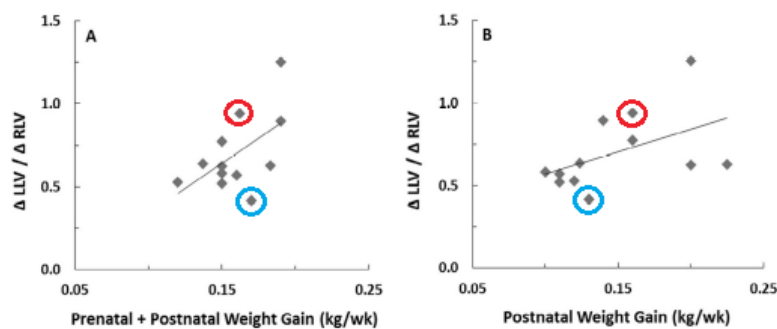 A
1.5
1.0
0.5
0.0
Δ LLV / Δ RLV
0.05
0.15
0.25
Prenatal + Postnatal Weight Gain (kg/wk)
B
1.5
1.0
0.5
0.0
Δ LLV / Δ RLV
0.05
0.15
0.25
Postnatal Weight Gain (kg/wk)